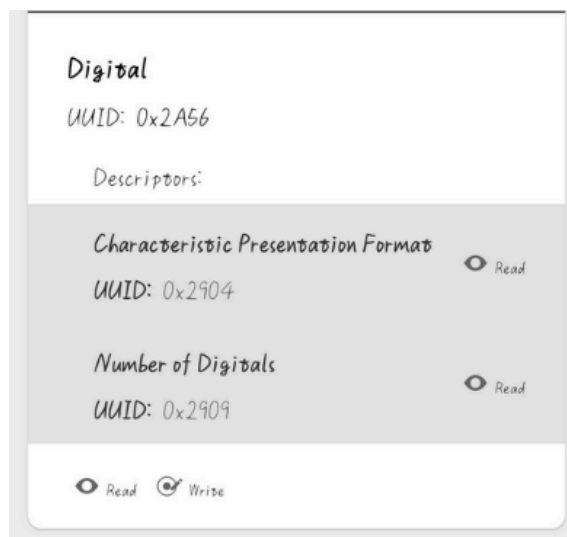 Digital
UUID: 0x2A56
Descriptors:
Characteristic Presentation Format
Read
UUID: 0x2904
Number of Digitals
Read
UUID: 0x2909
Read Write